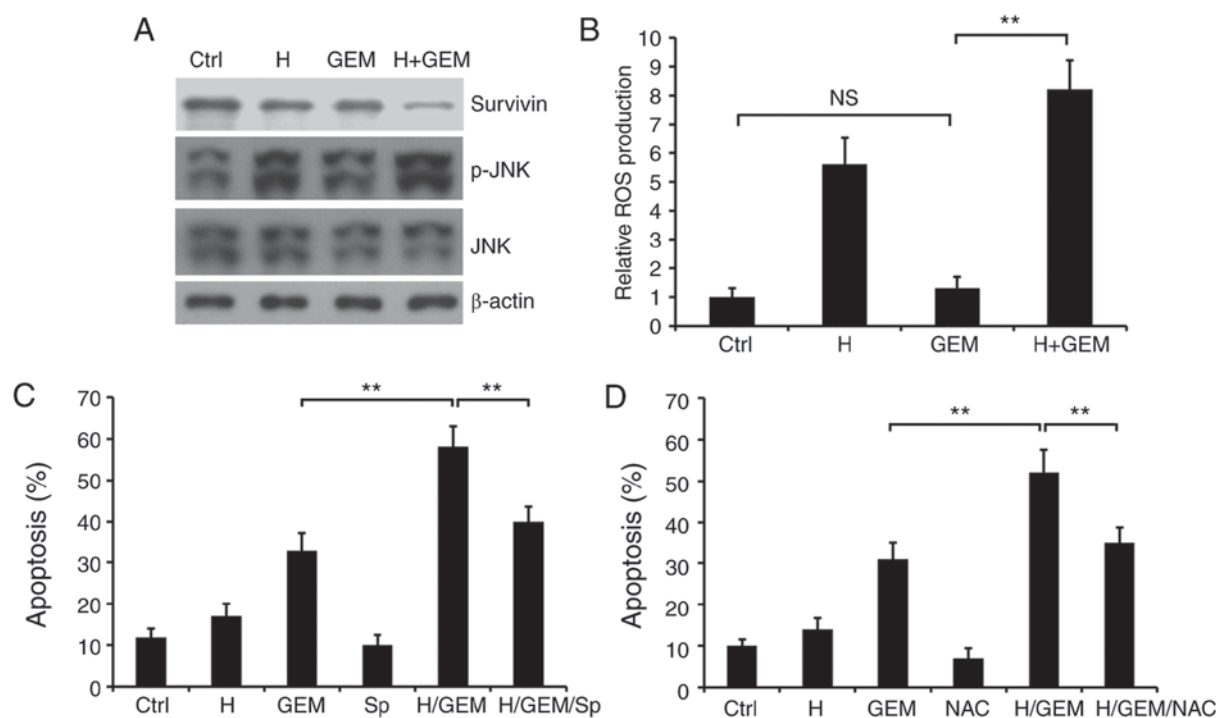 A
Ctrl H GEM H+GEM
Survivin
p-JNK
JNK
β-actin
B
**
NS
Relative ROS production
10
9
8
7
6
5
4
3
2
1
0
Ctrl H GEM H+GEM
C
** **
Apoptosis (%)
70
60
50
40
30
20
10
0
Ctrl H GEM Sp H/GEM H/GEM/Sp
D
** **
Apoptosis (%)
70
60
50
40
30
20
10
0
Ctrl H GEM NAC H/GEM H/GEM/NAC